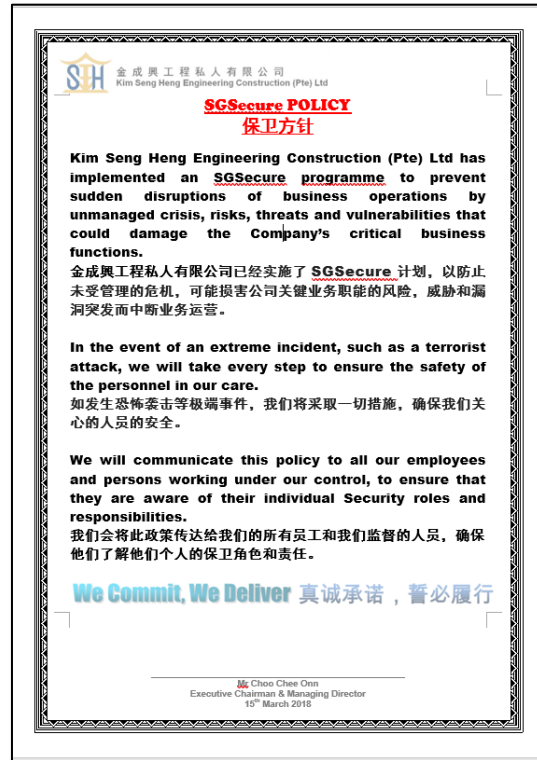 SIH
金成興工程私人有限公司
Kim Seng Heng Engineering Construction (Pte) Ltd
SGSecure POLICY
保卫方针
Kim Seng Heng Engineering Construction (Pte) Ltd has
implemented an SGSecure programme to prevent
sudden disruptions of business operations by
unmanaged crisis, risks, threats and vulnerabilities that
could damage the Company's critical business
functions.
金成興工程私人有限公司已经实施了 SGSecure 计划，以防止
未受管理的危机，可能损害公司关键业务职能的风险，威胁和漏
洞突发而中断业务运营。
In the event of an extreme incident, such as a terrorist
attack, we will take every step to ensure the safety of
the personnel in our care.
如发生恐怖袭击等极端事件，我们将采取一切措施，确保我们关
心的人员的安全。
We will communicate this policy to all our employees
and persons working under our control, to ensure that
they are aware of their individual Security roles and
responsibilities.
我们会将此政策传达给我们的所有员工和我们监督的人员，确保
他们了解他们个人的保卫角色和责任。
We Commit, We Deliver 真诚承诺，誓必履行
Mr Choo Chee Onn
Executive Chairman & Managing Director
15th March 2018